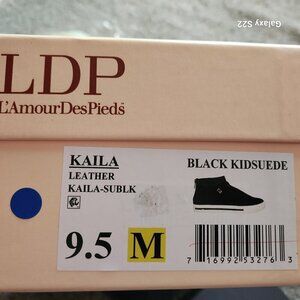 Galaxy S22
LDP
L'AmourDesPieds
KAILA
LEATHER
KAILA-SUBLK
BLACK KIDSUEDE
9.5 M
7 16992 53276 3